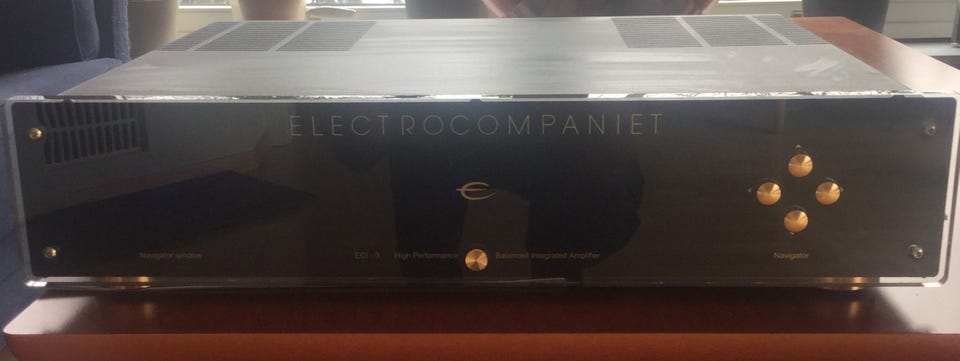 ELECTROCOMPANIET
Navigator window
ECI - 3 High Performance Balanced Integrated Amplifier
Navigator